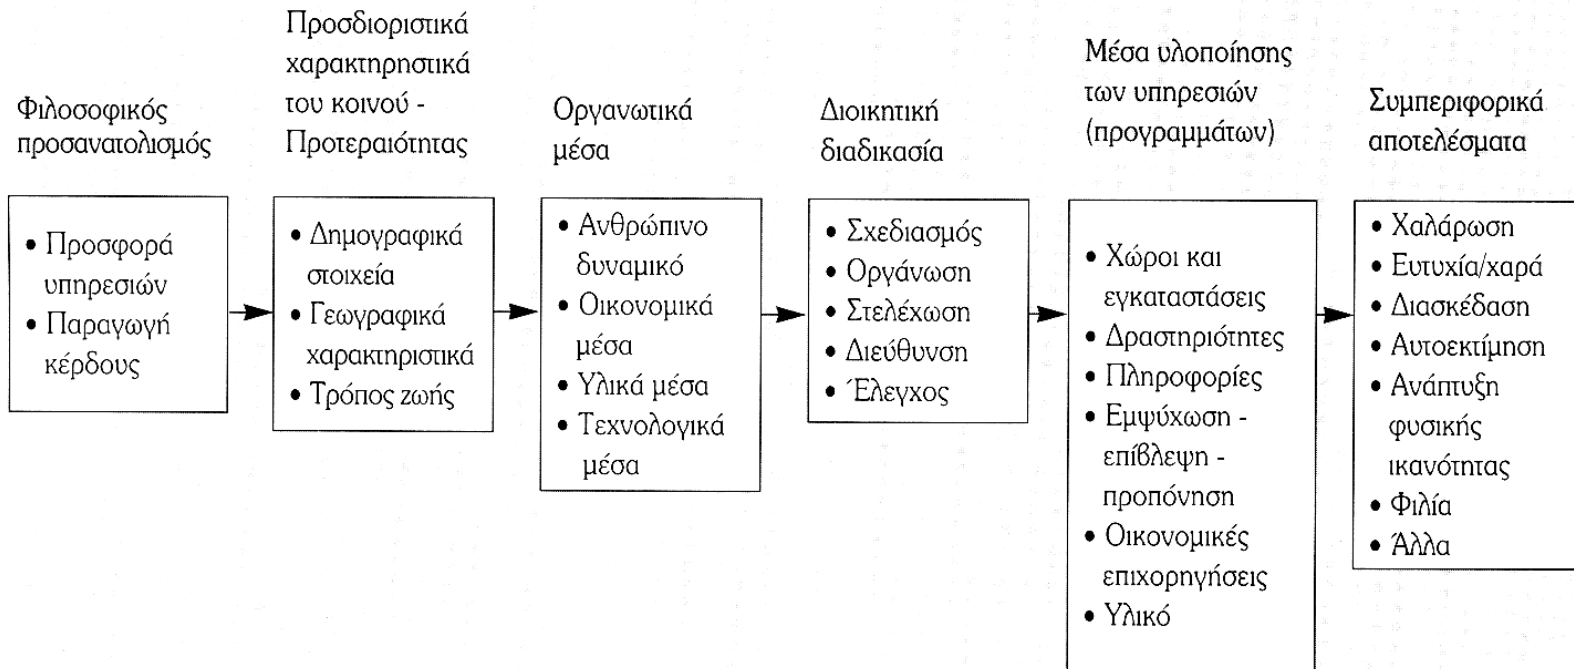 Φιλοσοφικός
προσανατολισμός
• Προσφορά
υπηρεσιών
• Παραγωγή
κέρδους
Προσδιοριστικά
χαρακτηρηστικά
του κοινού -
Προτεραιότητας
• Δημογραφικά
στοιχεία
• Γεωγραφικά
χαρακτηριστικά
• Τρόπος ζωής
Οργανωτικά
μέσα
• Ανθρώπινο
δυναμικό
• Οικονομικά
μέσα
• Υλικά μέσα
• Τεχνολογικά
μέσα
Διοικητική
διαδικασία
• Σχεδιασμός
• Οργάνωση
• Στελέχωση
• Διεύθυνση
• Έλεγχος
Μέσα υλοποίησης
των υπηρεσιών
(προγραμμάτων)
• Χώροι και
εγκαταστάσεις
• Δραστηριότητες
• Πληροφορίες
• Εμψύχωση -
επίβλεψη -
προπόνηση
• Οικονομικές
επιχορηγήσεις
• Υλικό
Συμπεριφορικά
αποτελέσματα
• Χαλάρωση
• Ευτυχία/χαρά
• Διασκέδαση
• Αυτοεκτίμηση
• Ανάπτυξη
φυσικής
ικανότητας
• Φιλία
• Άλλα